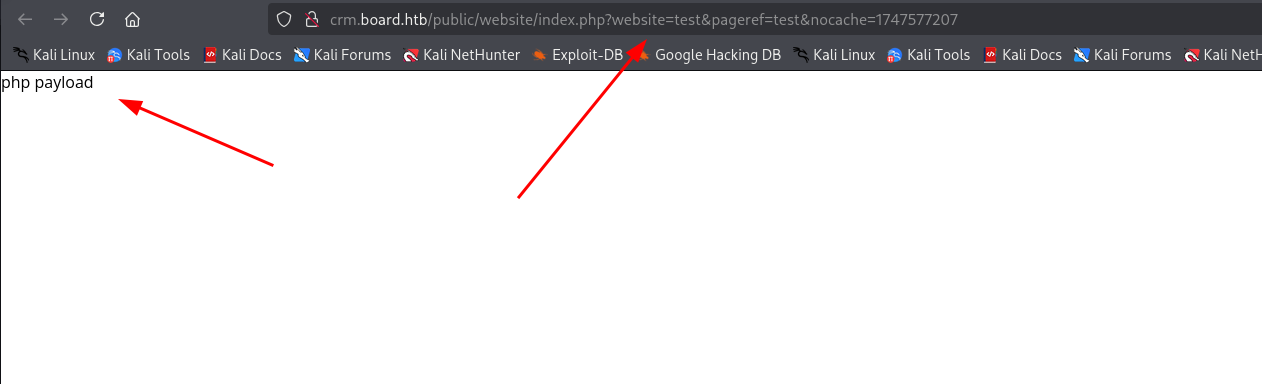 crm.board.htb/public/website/index.php?website=test&pageref=test&nocache=1747577207
Kali Linux Kali Tools Kali Docs Kali Forums Kali NetHunter Exploit-DB Google Hacking DB Kali Linux Kali Tools Kali Docs Kali Forums Kali NetH
php payload